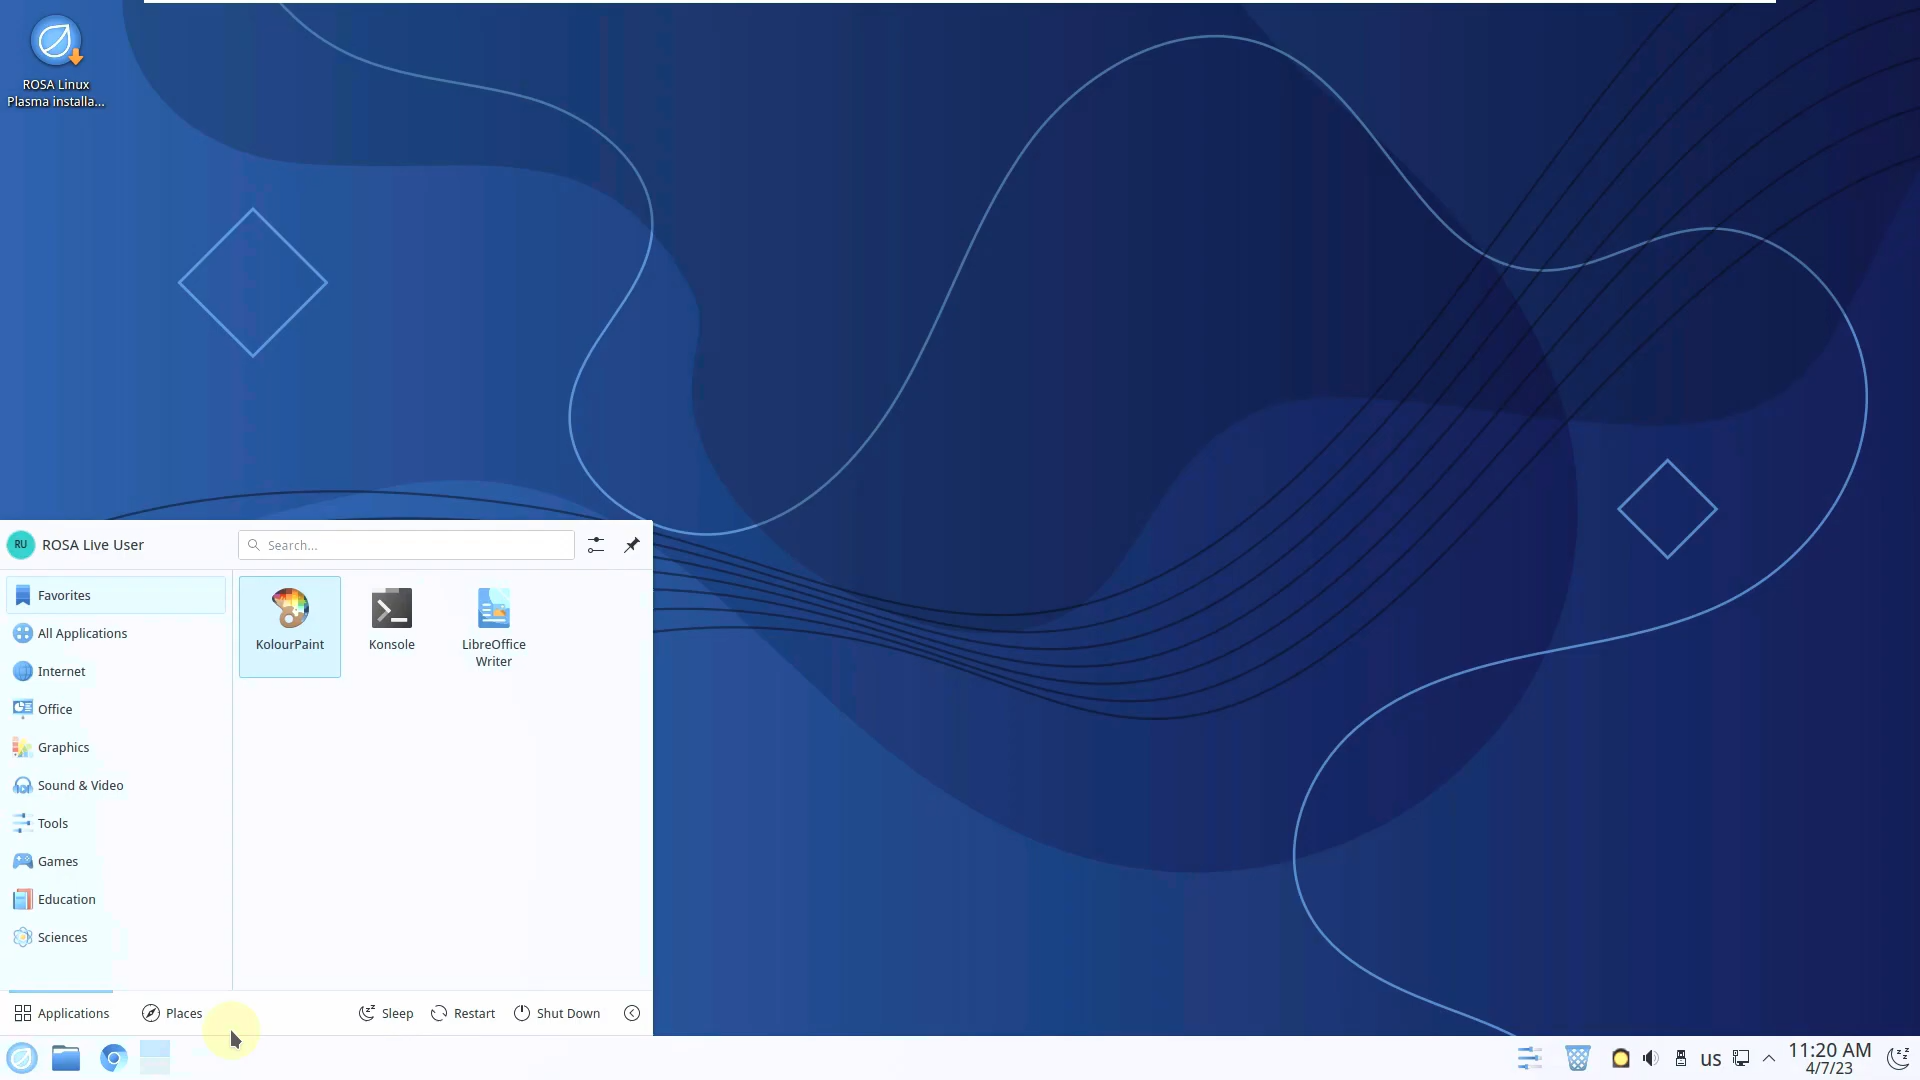 ROSA Linux
Plasma installa...
RU
ROSA Live User
Search...
Favorites
All Applications
Internet
Office
Graphics
Sound & Video
Tools
Games
Education
Sciences
KolourPaint
Konsole
LibreOffice
Writer
Applications
Places
Sleep
Restart
Shut Down
us
11:20 AM
4/7/23